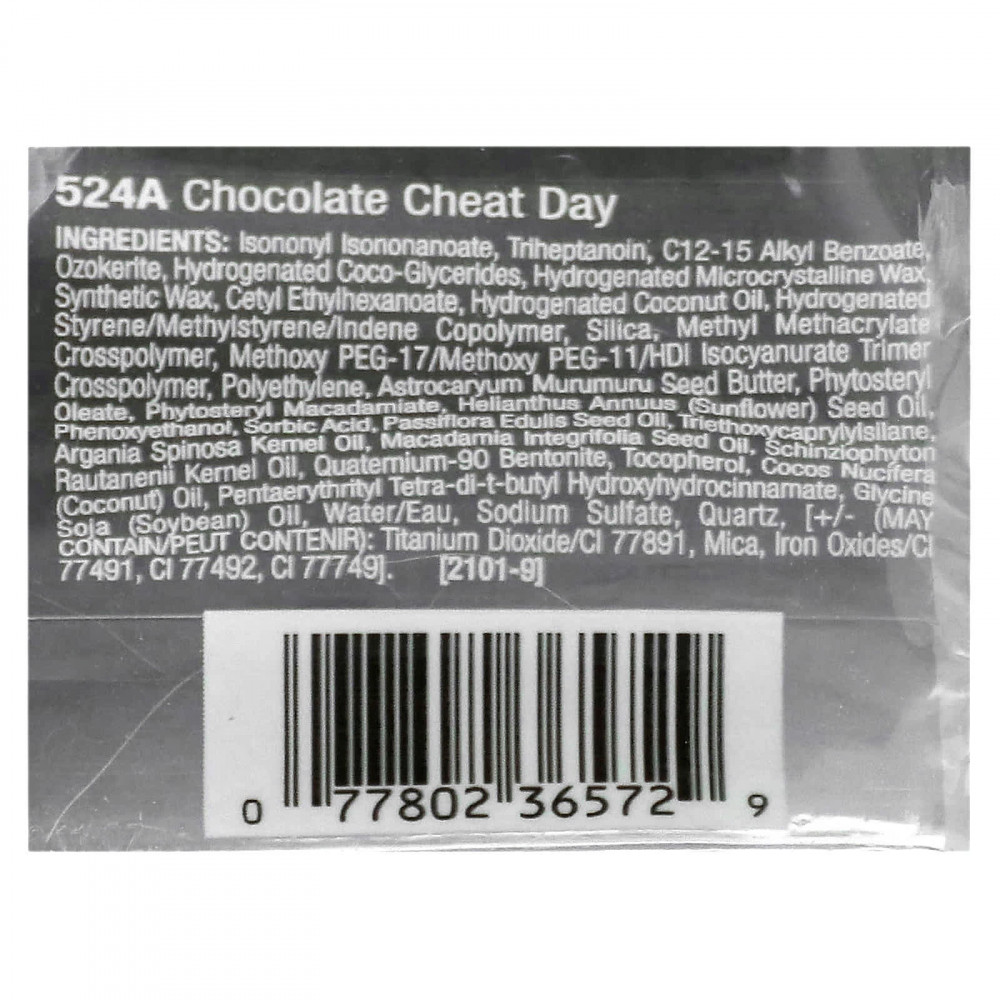 524A Chocolate Cheat Day
INGREDIENTS: Isononyl Isononanoate, Triheptanoin, C12-15 Alkyl Benzoate,
Ozokerite, Hydrogenated Coco-Glycerides, Hydrogenated Microcrystalline Wax,
Synthetic Wax, Cetyl Ethylhexanoate, Hydrogenated Coconut Oil, Hydrogenated
Styrene/Methylstyrene/Indene Copolymer, Silica, Methyl Methacrylate
Crosspolymer, Methoxy PEG-17/Methoxy PEG-11/HDI Isocyanurate Trimer
Crosspolymer, Polyethylene, Astrocaryum Murumuru Seed Butter, Phytosteryl
Oleate, Phytosteryl Macadamiate, Helianthus Annuus (Sunflower) Seed Oil,
Phenoxyethanol, Sorbic Acid, Passiflora Edulis Seed Oil, Triethoxycaprylylsilane,
Argania Spinosa Kernel Oil, Macadamia Integrifolia Seed Oil, Schinziophyton
Rautanenii Kernel Oil, Quaternium-90 Bentonite, Tocopherol, Cocos Nucifera
(Coconut) Oil, Pentaerythrityl Tetra-di-t-butyl Hydroxyhydrocinnamate, Glycine
Soja (Soybean) Oil, Water/Eau, Sodium Sulfate, Quartz, [+/- (MAY
CONTAIN/PEUT CONTENIR): Titanium Dioxide/CI 77891, Mica, Iron Oxides/CI
77491, CI 77492, CI 77749]. [2101-9]
0 77802 36572 9